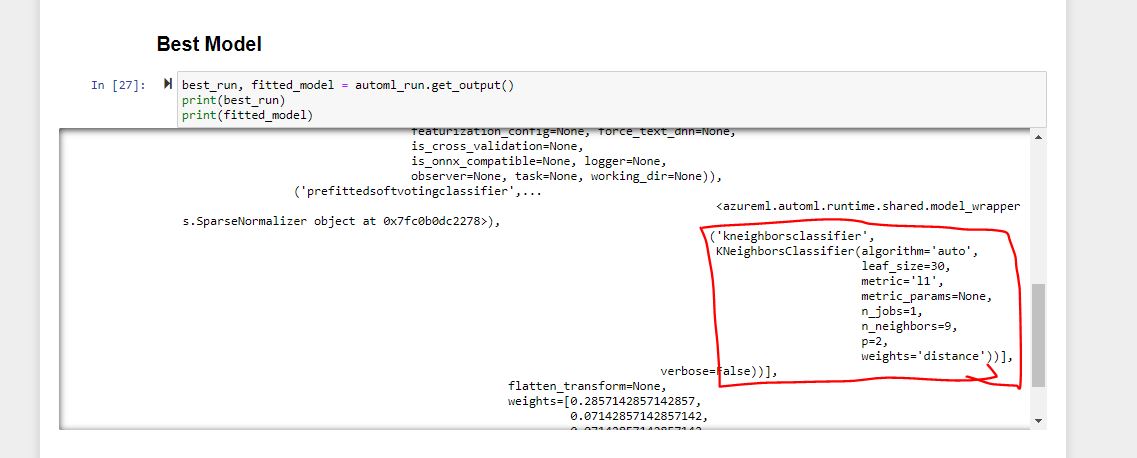 Best Model
In [27]:
best_run, fitted_model = automl_run.get_output()
print(best_run)
print(fitted_model)
featurization_config=None, force_text_dnn=None,
is_cross_validation=None,
is_onnx_compatible=None, logger=None,
observer=None, task=None, working_dir=None)),
('prefittedsoftvotingclassifier',...
<azureml.automl.runtime.shared.model_wrapper
s.SparseNormalizer object at 0x7fc0b0dc2278>),
('kneighborsclassifier',
KNeighborsClassifier(algorithm='auto',
leaf_size=30,
metric='l1',
metric_params=None,
n_jobs=1,
n_neighbors=9,
p=2,
weights='distance'))],
verbose=False))],
flatten_transform=None,
weights=[0.2857142857142857,
0.07142857142857142,
0.07142857142857142,